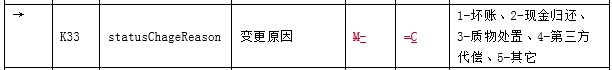 →
K33 statusChageReason 变更原因 M= =C 1-坏账、2-现金归还、
3-质物处置、4-第三方
代偿、5-其它